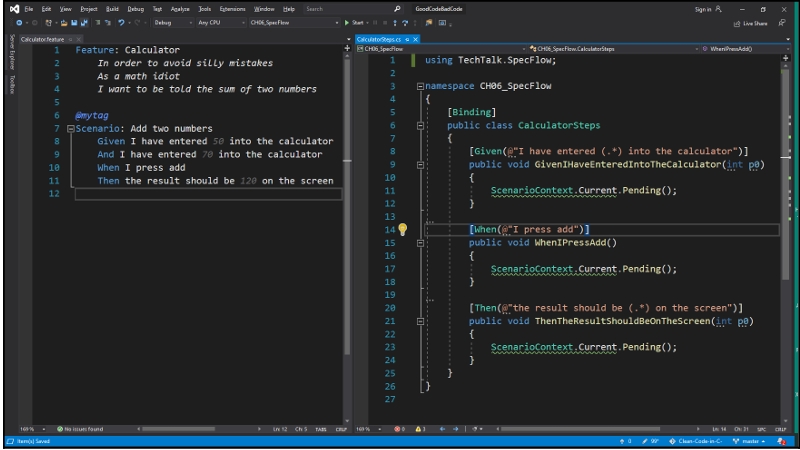 File Edit View Project Build Debug Test Analyze Tools Extensions Window Help Search GoodCodeBadCode Sign in
Debug Any CPU CH06_SpecFlow Start Live Share
Server Explorer
Toolbox
Calculator.feature
1 Feature: Calculator
2 In order to avoid silly mistakes
3 As a math idiot
4 I want to be told the sum of two numbers
5
6 @mytag
7 Scenario: Add two numbers
8 Given I have entered 50 into the calculator
9 And I have entered 70 into the calculator
10 When I press add
11 Then the result should be 120 on the screen
12
169 % No issues found Ln: 12 Ch: 5 TABS CRLF
CalculatorSteps.cs
CH06_SpecFlow CH06_SpecFlow.CalculatorSteps WhenIPressAdd()
1 using TechTalk.SpecFlow;
2
3 namespace CH06_SpecFlow
4 {
5 [Binding]
6 public class CalculatorSteps
7 {
8 [Given(@"I have entered (.*) into the calculator")]
9 public void GivenIHaveEnteredIntoTheCalculator(int p0)
10 {
11 ScenarioContext.Current.Pending();
12 }
13
14 [When(@"I press add")]
15 public void WhenIPressAdd()
16 {
17 ScenarioContext.Current.Pending();
18 }
19
20 [Then(@"the result should be (.*) on the screen")]
21 public void ThenTheResultShouldBeOnTheScreen(int p0)
22 {
23 ScenarioContext.Current.Pending();
24 }
25 }
26 }
27
169 % 0 3 Ln: 14 Ch: 31 SPC CRLF
Item(s) Saved 0 99+ Clean-Code-in-C- master